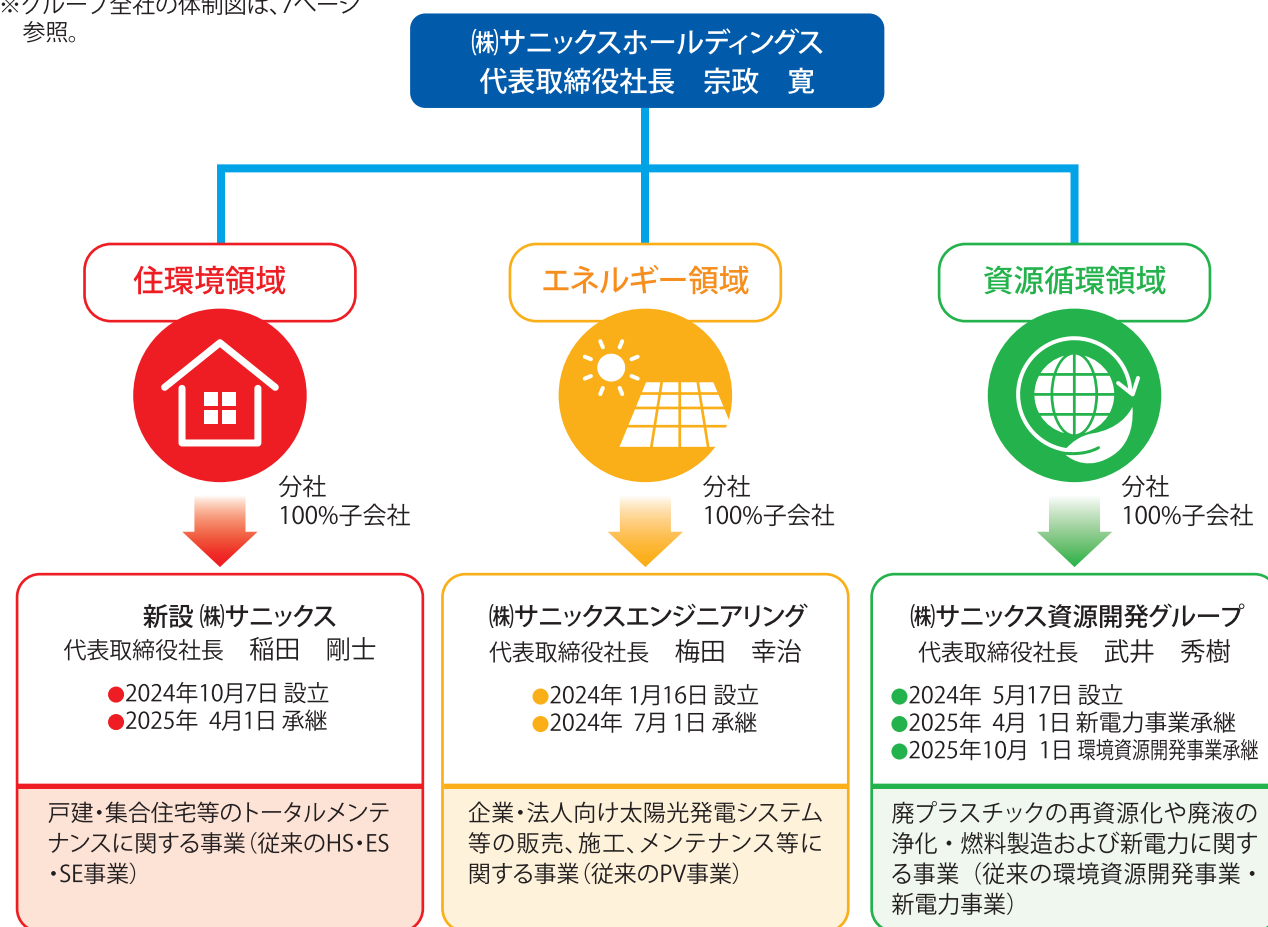 ※グループ全社の体制図は、7ページ
参照。
㈱サニックスホールディングス
代表取締役社長　宗政　寛
住環境領域
エネルギー領域
資源循環領域
分社
100%子会社
分社
100%子会社
分社
100%子会社
新設 ㈱サニックス
代表取締役社長　稲田　剛士
●2024年10月7日 設立
●2025年 4月1日 承継
戸建・集合住宅等のトータルメンテ
ナンスに関する事業（従来のHS・ES
・SE事業）
㈱サニックスエンジニアリング
代表取締役社長　梅田　幸治
●2024年 1月16日 設立
●2024年 7月 1日 承継
企業・法人向け太陽光発電システム
等の販売、施工、メンテナンス等に
関する事業（従来のPV事業）
㈱サニックス資源開発グループ
代表取締役社長　武井　秀樹
●2024年 5月17日 設立
●2025年 4月 1日 新電力事業承継
●2025年10月 1日 環境資源開発事業承継
廃プラスチックの再資源化や廃液の
浄化・燃料製造および新電力に関す
る事業（従来の環境資源開発事業・
新電力事業）